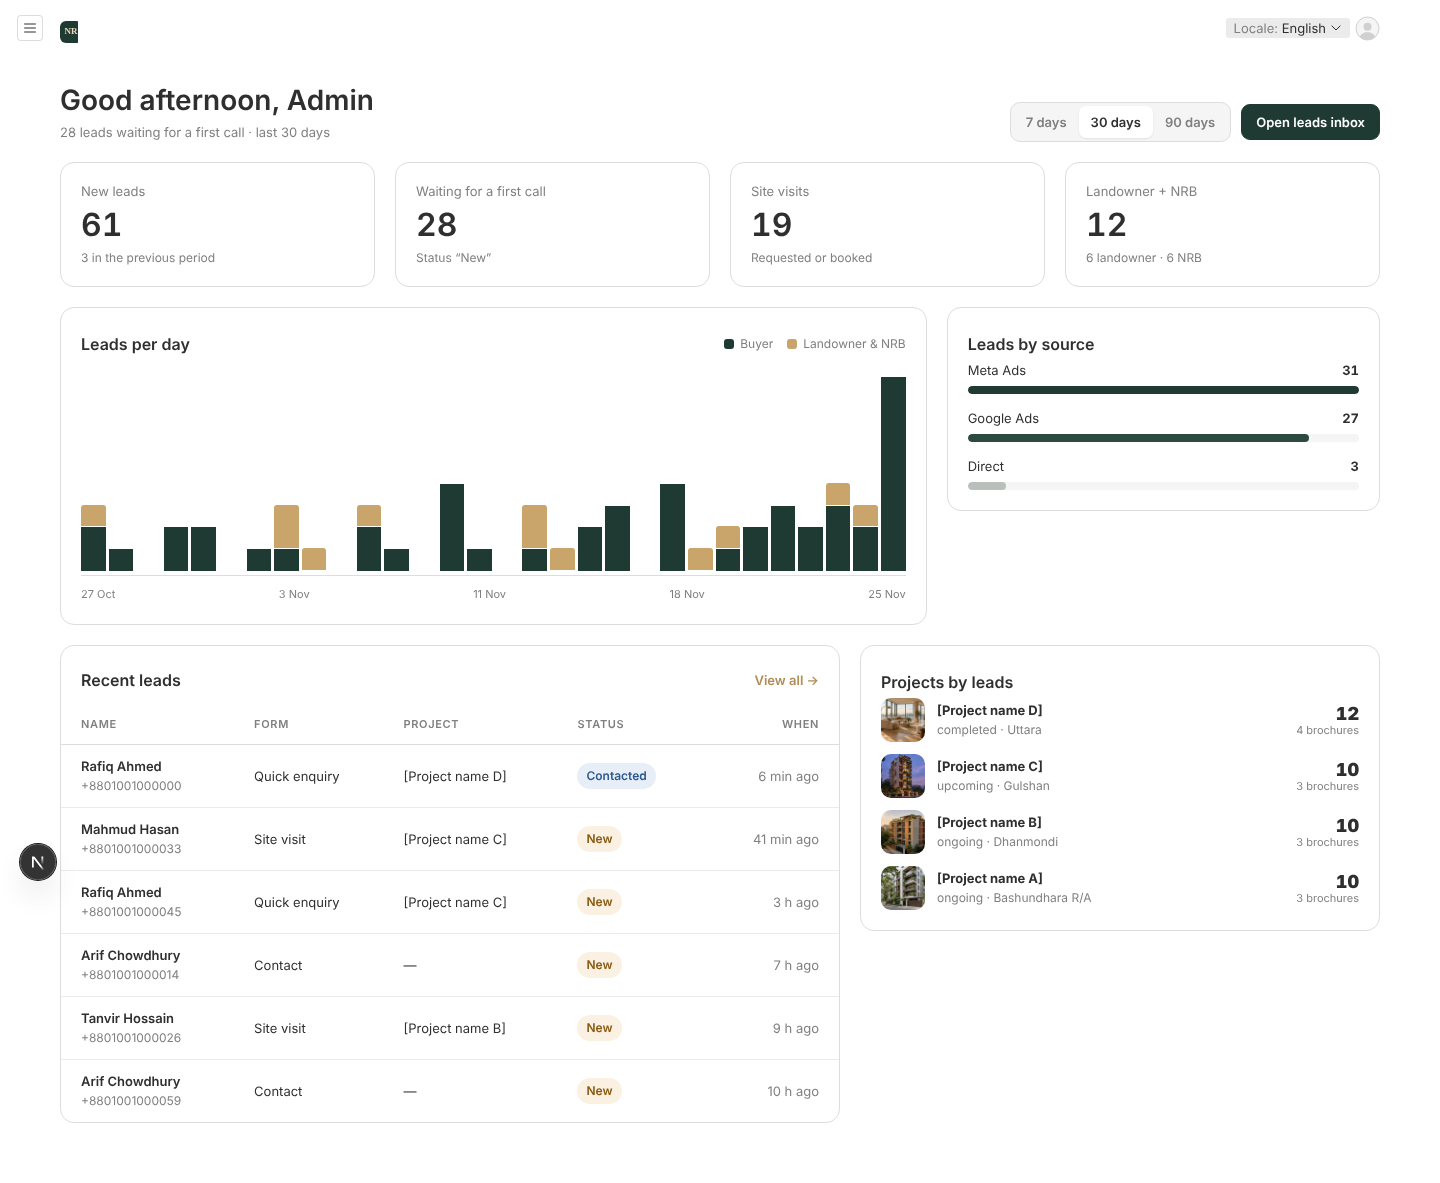 NR
Locale: English
Good afternoon, Admin
28 leads waiting for a first call · last 30 days
7 days 30 days 90 days
Open leads inbox
New leads
61
3 in the previous period
Waiting for a first call
28
Status “New”
Site visits
19
Requested or booked
Landowner + NRB
12
6 landowner · 6 NRB
Leads per day
Buyer Landowner & NRB
27 Oct 3 Nov 11 Nov 18 Nov 25 Nov
Leads by source
Meta Ads 31
Google Ads 27
Direct 3
Recent leads View all →
NAME FORM PROJECT STATUS WHEN
Rafiq Ahmed
+8801001000000
Quick enquiry [Project name D] Contacted 6 min ago
Mahmud Hasan
+8801001000033
Site visit [Project name C] New 41 min ago
Rafiq Ahmed
+8801001000045
Quick enquiry [Project name C] New 3 h ago
Arif Chowdhury
+8801001000014
Contact — New 7 h ago
Tanvir Hossain
+8801001000026
Site visit [Project name B] New 9 h ago
Arif Chowdhury
+8801001000059
Contact — New 10 h ago
Projects by leads
[Project name D] 12
completed · Uttara 4 brochures
[Project name C] 10
upcoming · Gulshan 3 brochures
[Project name B] 10
ongoing · Dhanmondi 3 brochures
[Project name A] 10
ongoing · Bashundhara R/A 3 brochures
N